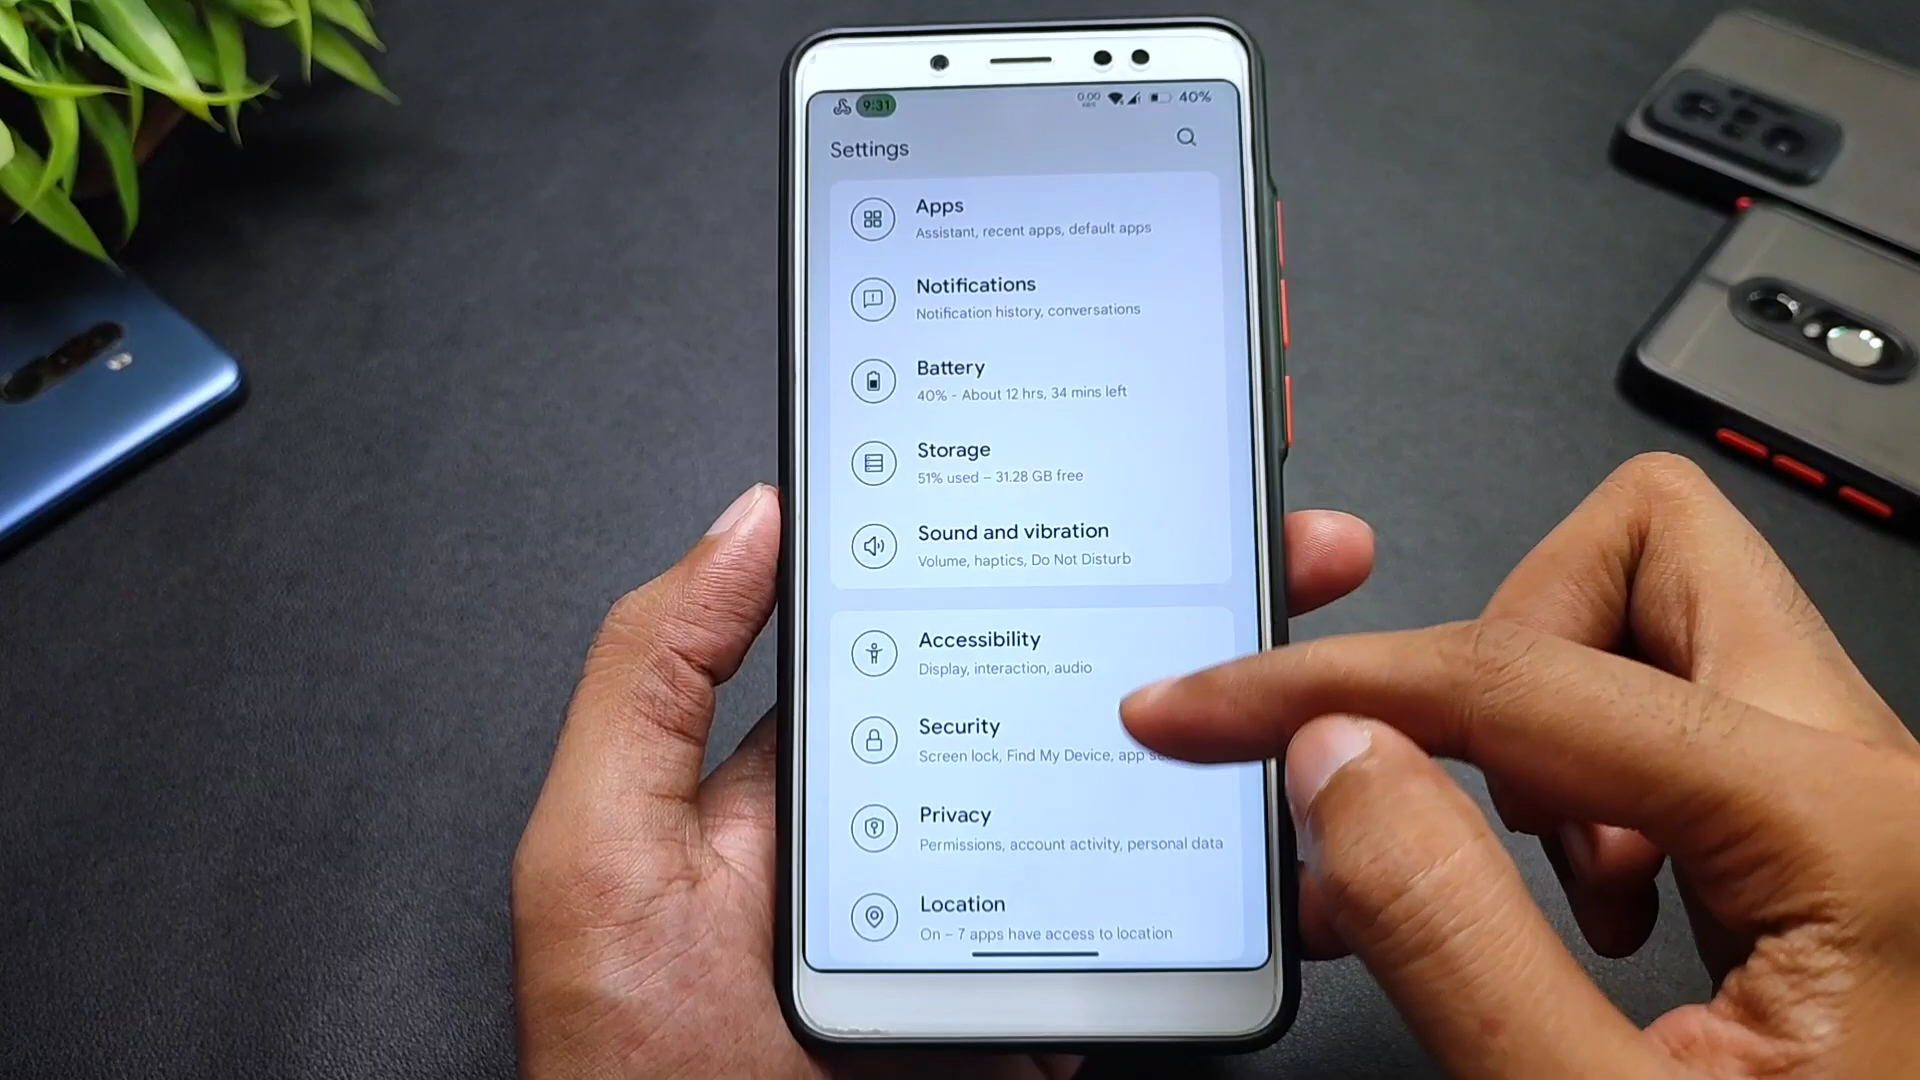 9:31
0.00
40%
Settings
Apps
Assistant, recent apps, default apps
Notifications
Notification history, conversations
Battery
40% - About 12 hrs, 34 mins left
Storage
51% used – 31.28 GB free
Sound and vibration
Volume, haptics, Do Not Disturb
Accessibility
Display, interaction, audio
Security
Screen lock, Find My Device, app
Privacy
Permissions, account activity, personal data
Location
On – 7 apps have access to location